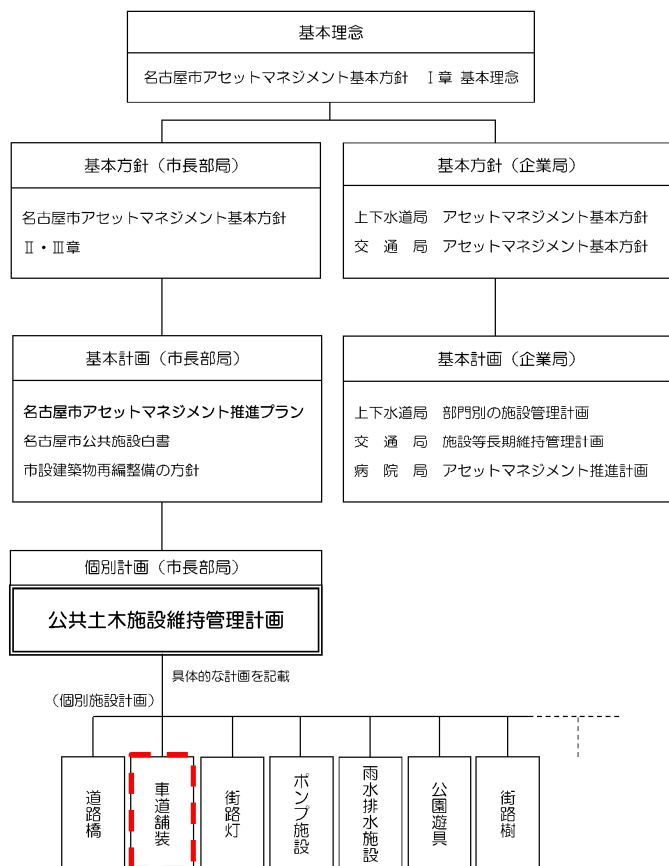 基本理念
名古屋市アセットマネジメント基本方針　Ⅰ章 基本理念
基本方針（市長部局）
名古屋市アセットマネジメント基本方針
Ⅱ・Ⅲ章
基本方針（企業局）
上下水道局　アセットマネジメント基本方針
交　通　局　アセットマネジメント基本方針
基本計画（市長部局）
名古屋市アセットマネジメント推進プラン
名古屋市公共施設白書
市設建築物再編整備の方針
基本計画（企業局）
上下水道局　部門別の施設管理計画
交　通　局　施設等長期維持管理計画
病　院　局　アセットマネジメント推進計画
個別計画（市長部局）
公共土木施設維持管理計画
具体的な計画を記載
（個別施設計画）
道路橋
車道舗装
街路灯
ポンプ施設
雨水排水施設
公園遊具
街路樹